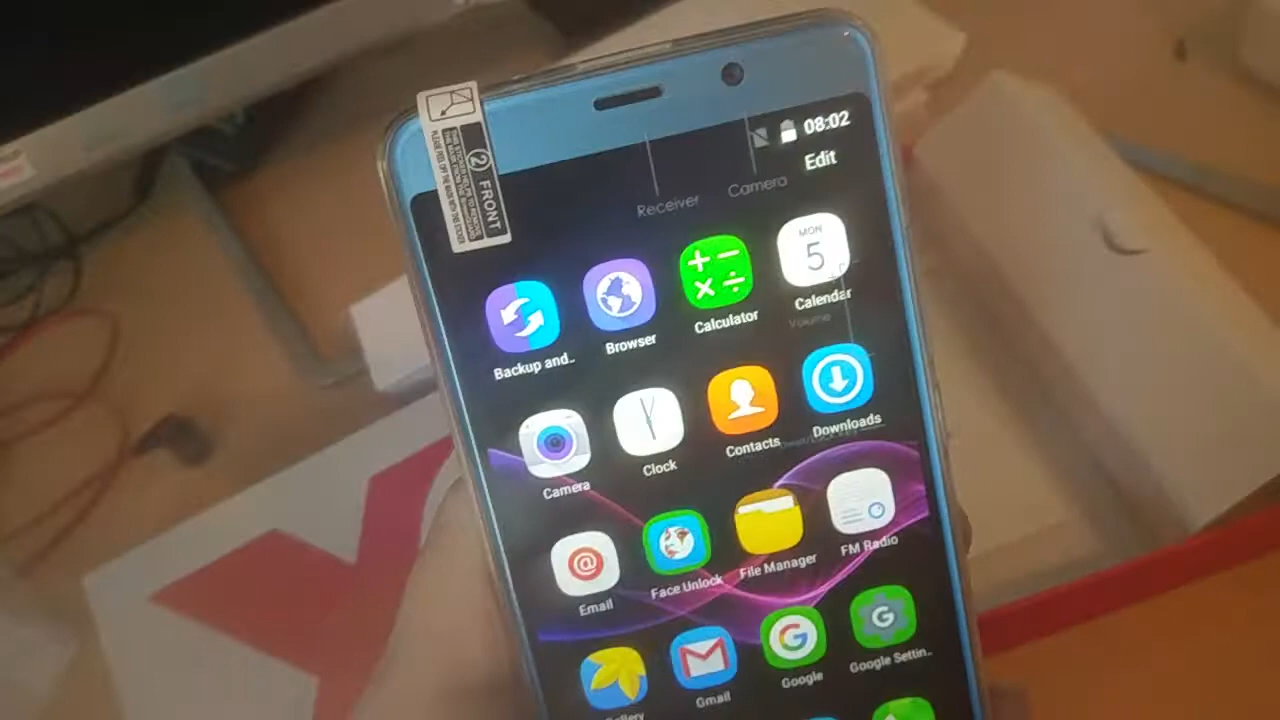 08:02
Edit
Receiver
Camera
② FRONT
MON
5
Backup and..
Browser
Calculator
Calendar
Volume
Camera
Clock
Contacts
Downloads
@
Email
Face Unlock
File Manager
FM Radio
Gallery
Gmail
Google
Google Settin..